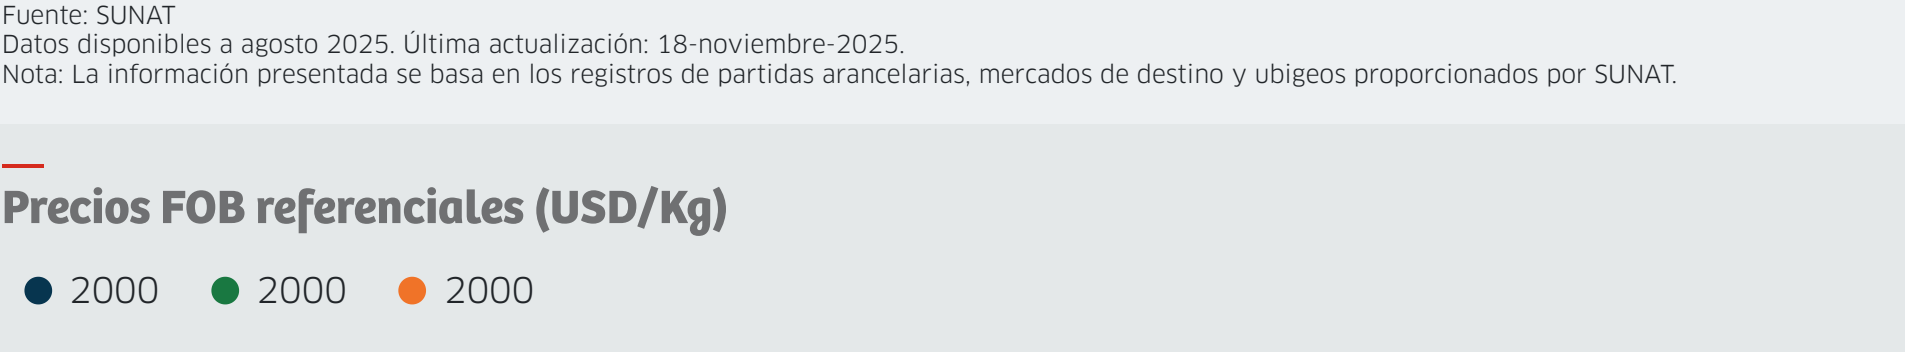 Fuente: SUNAT
Datos disponibles a agosto 2025. Última actualización: 18-noviembre-2025.
Nota: La información presentada se basa en los registros de partidas arancelarias, mercados de destino y ubigeos proporcionados por SUNAT.
Precios FOB referenciales (USD/Kg)
2000 2000 2000